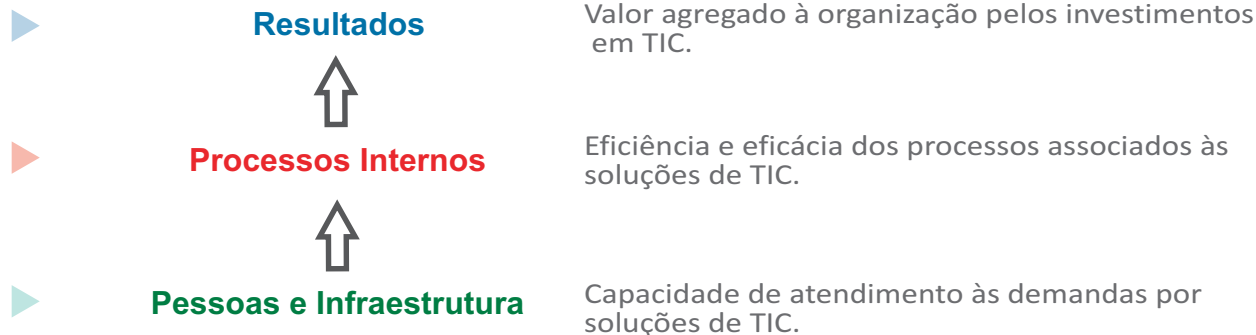 Resultados
Valor agregado à organização pelos investimentos
em TIC.
Processos Internos
Eficiência e eficácia dos processos associados às
soluções de TIC.
Pessoas e Infraestrutura
Capacidade de atendimento às demandas por
soluções de TIC.